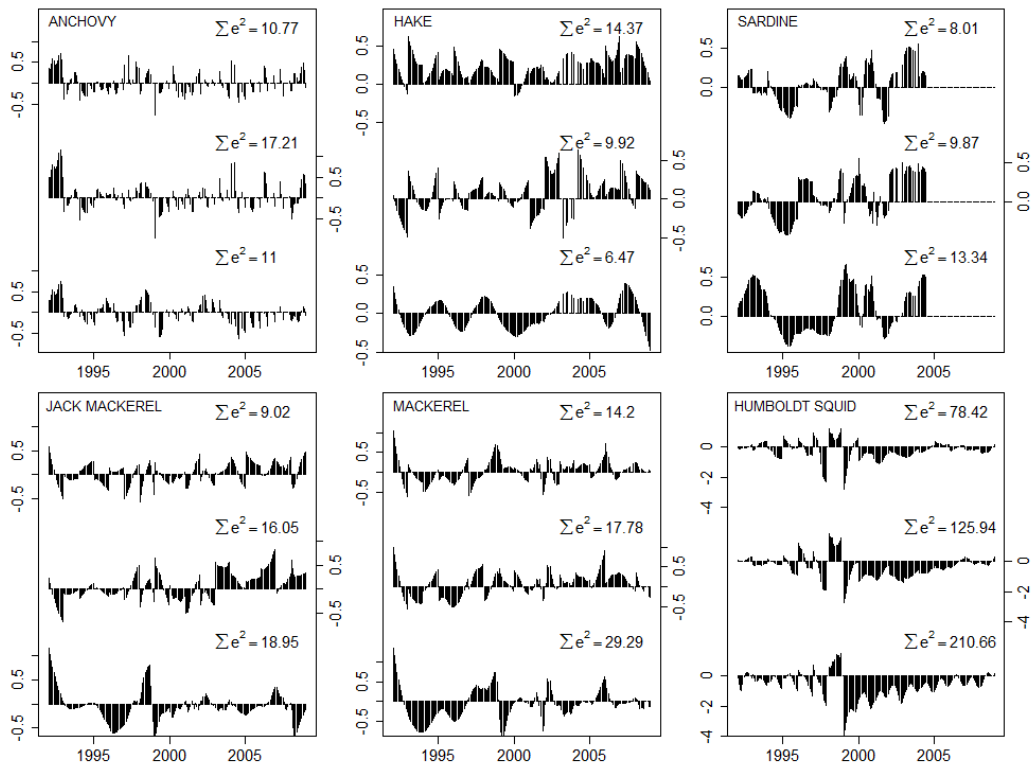 ANCHOVY
∑e² = 10.77
0.5
-0.5
∑e² = 17.21
0.5
-0.5
∑e² = 11
0.5
-0.5
1995 2000 2005
HAKE
∑e² = 14.37
0.5
0.0
-0.5
∑e² = 9.92
0.5
0.0
-0.5
∑e² = 6.47
0.5
0.0
-0.5
1995 2000 2005
SARDINE
∑e² = 8.01
0.5
0.0
∑e² = 9.87
0.5
0.0
∑e² = 13.34
0.5
0.0
1995 2000 2005
JACK MACKEREL
∑e² = 9.02
0.5
-0.5
∑e² = 16.05
0.5
-0.5
∑e² = 18.95
0.5
-0.5
1995 2000 2005
MACKEREL
∑e² = 14.2
0.5
-0.5
∑e² = 17.78
0.5
-0.5
∑e² = 29.29
0.5
-0.5
1995 2000 2005
HUMBOLDT SQUID
∑e² = 78.42
0
-2
-4
∑e² = 125.94
0
-2
-4
∑e² = 210.66
0
-2
-4
1995 2000 2005